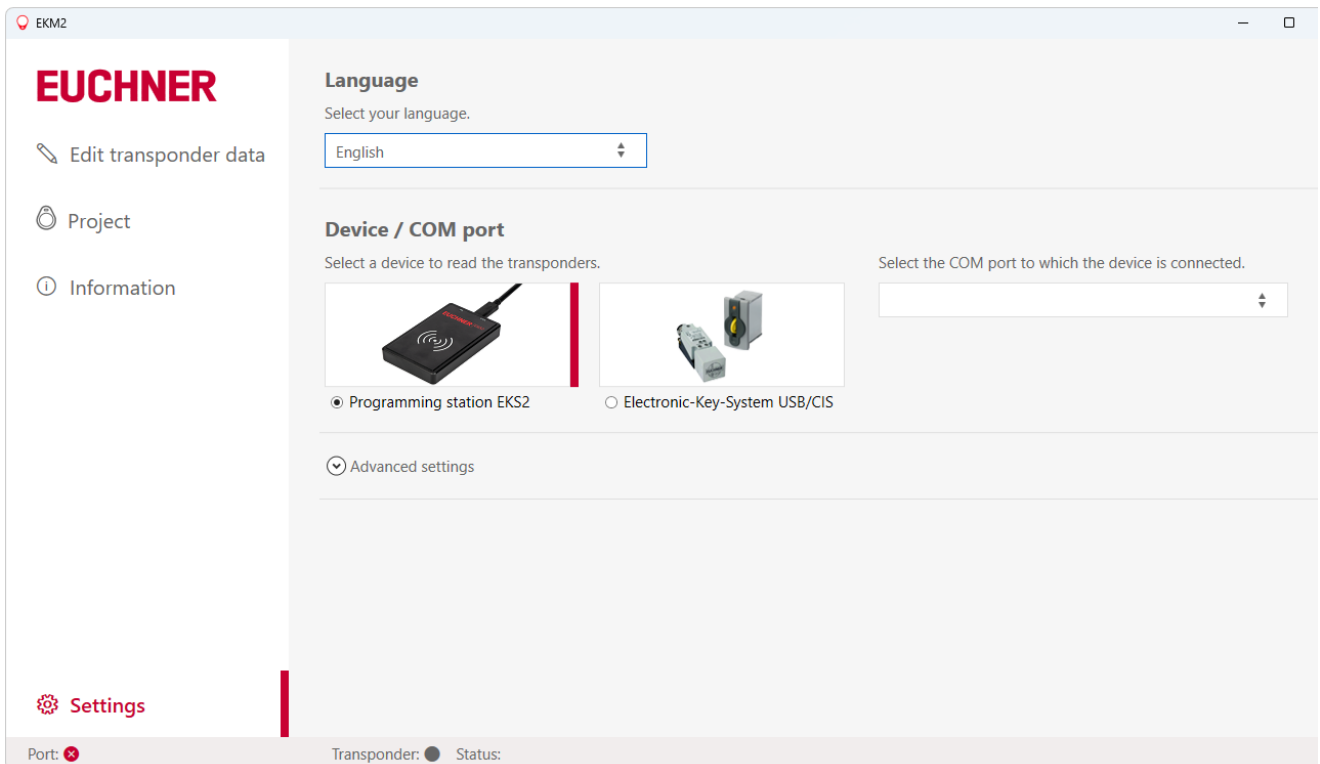 EKM2
EUCHNER
Edit transponder data
Project
Information
Settings
Language
Select your language.
English
Device / COM port
Select a device to read the transponders.
Select the COM port to which the device is connected.
EUCHNER
Programming station EKS2
Electronic-Key-System USB/CIS
Advanced settings
Port:
Transponder:
Status: